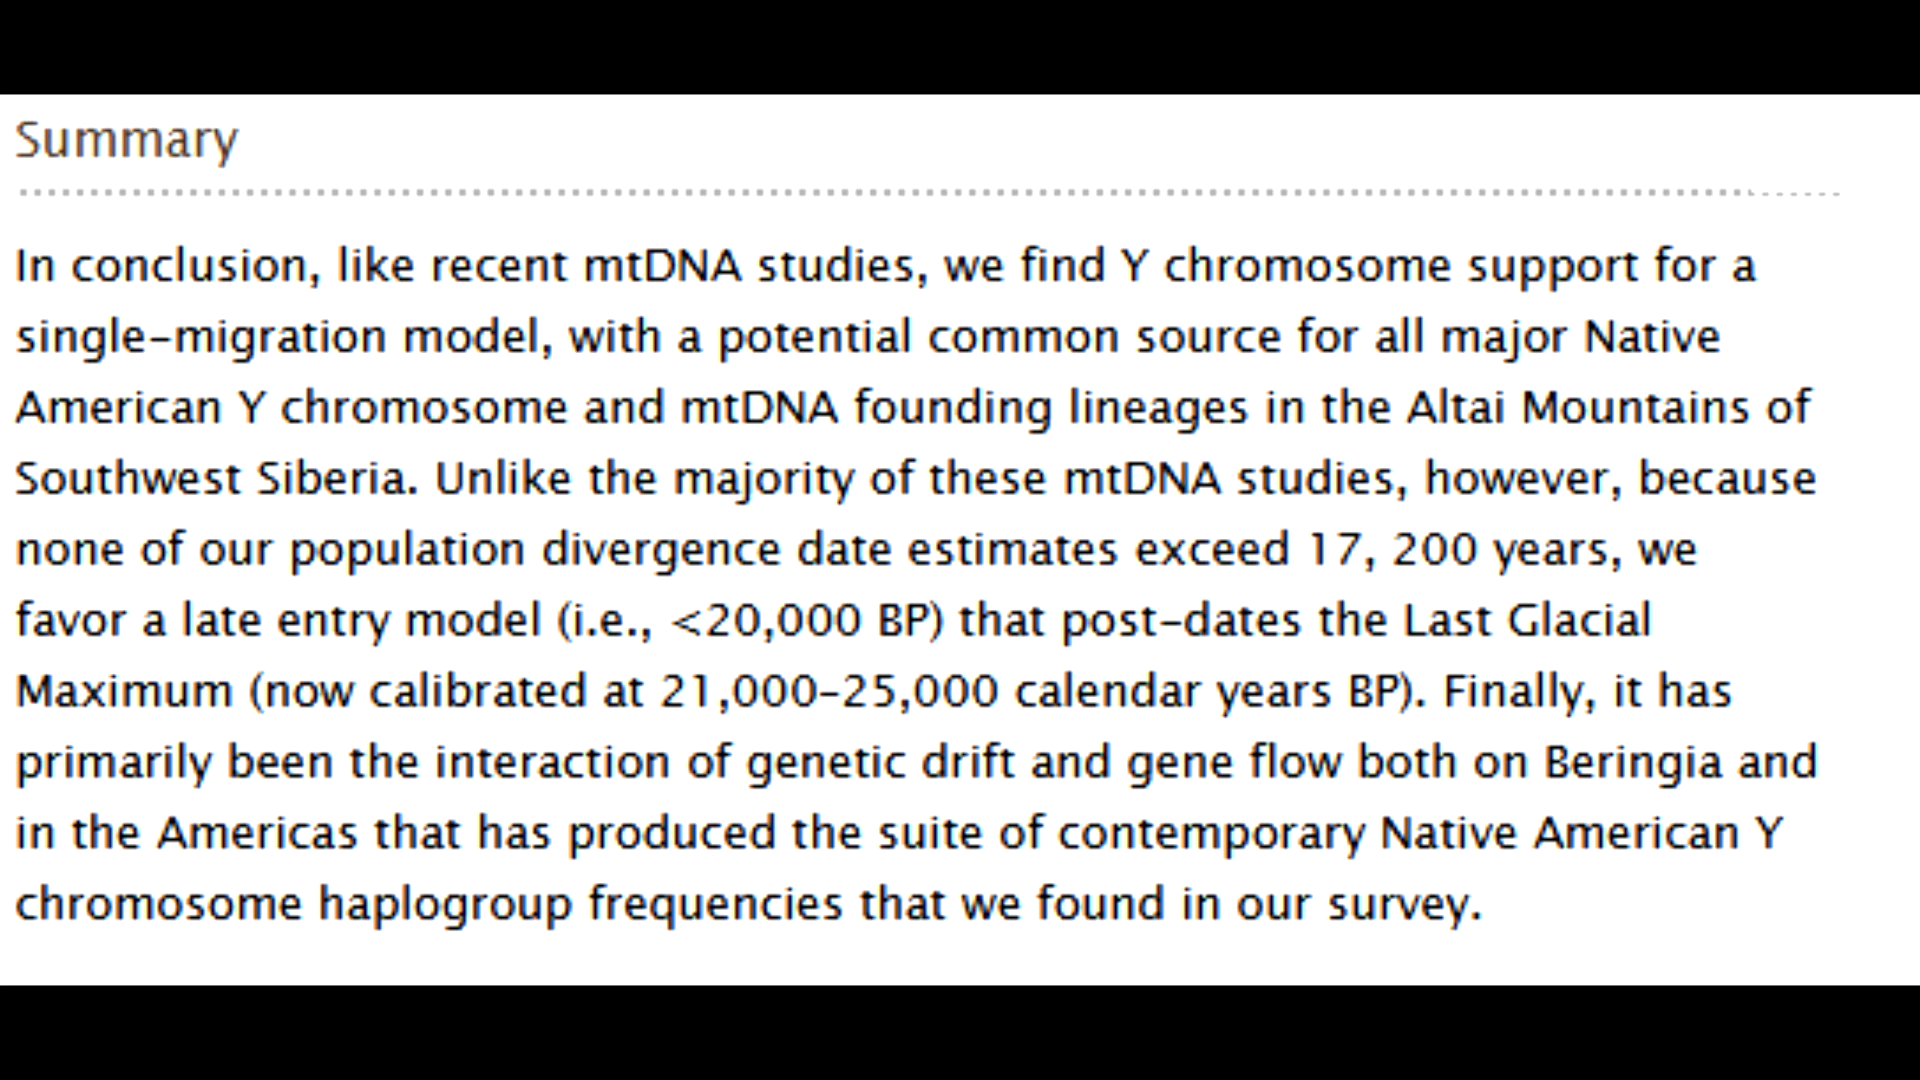 Summary
In conclusion, like recent mtDNA studies, we find Y chromosome support for a
single-migration model, with a potential common source for all major Native
American Y chromosome and mtDNA founding lineages in the Altai Mountains of
Southwest Siberia. Unlike the majority of these mtDNA studies, however, because
none of our population divergence date estimates exceed 17, 200 years, we
favor a late entry model (i.e., <20,000 BP) that post-dates the Last Glacial
Maximum (now calibrated at 21,000-25,000 calendar years BP). Finally, it has
primarily been the interaction of genetic drift and gene flow both on Beringia and
in the Americas that has produced the suite of contemporary Native American Y
chromosome haplogroup frequencies that we found in our survey.